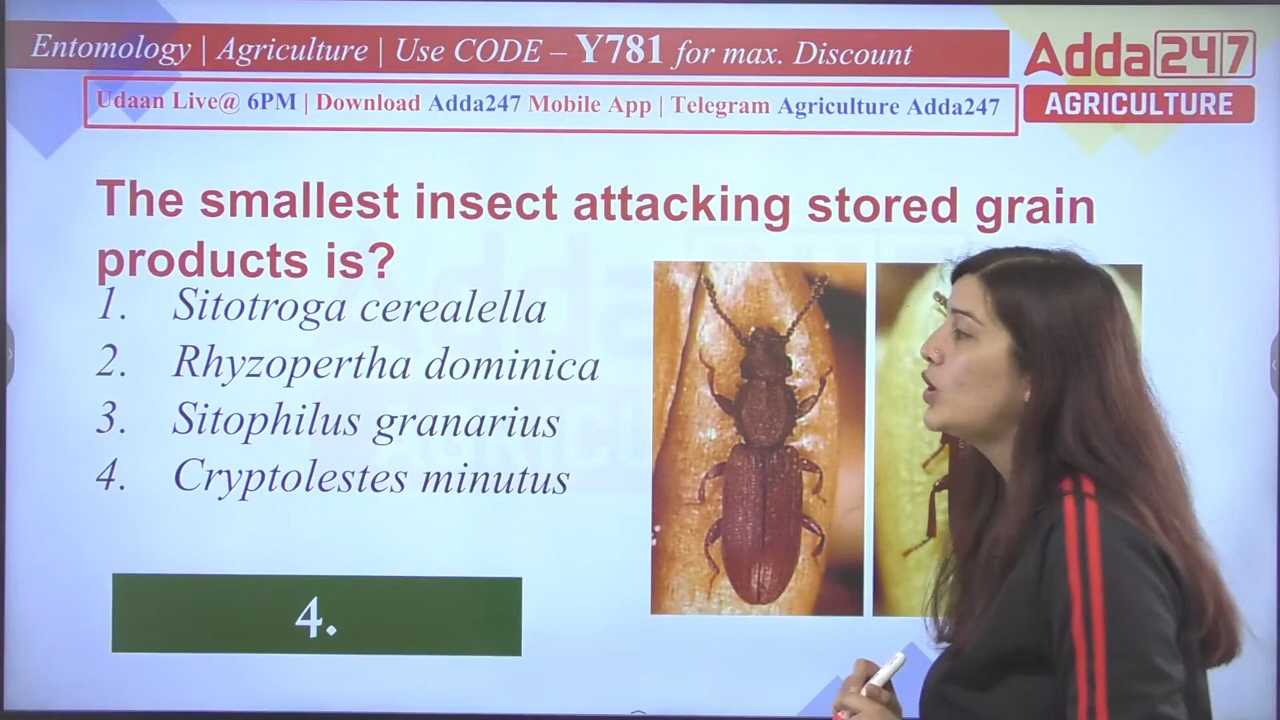 Entomology | Agriculture | Use CODE – Y781 for max. Discount
Adda247
AGRICULTURE
Udaan Live@ 6PM | Download Adda247 Mobile App | Telegram Agriculture Adda247
The smallest insect attacking stored grain
products is?
1. Sitotroga cerealella
2. Rhyzopertha dominica
3. Sitophilus granarius
4. Cryptolestes minutus
4.